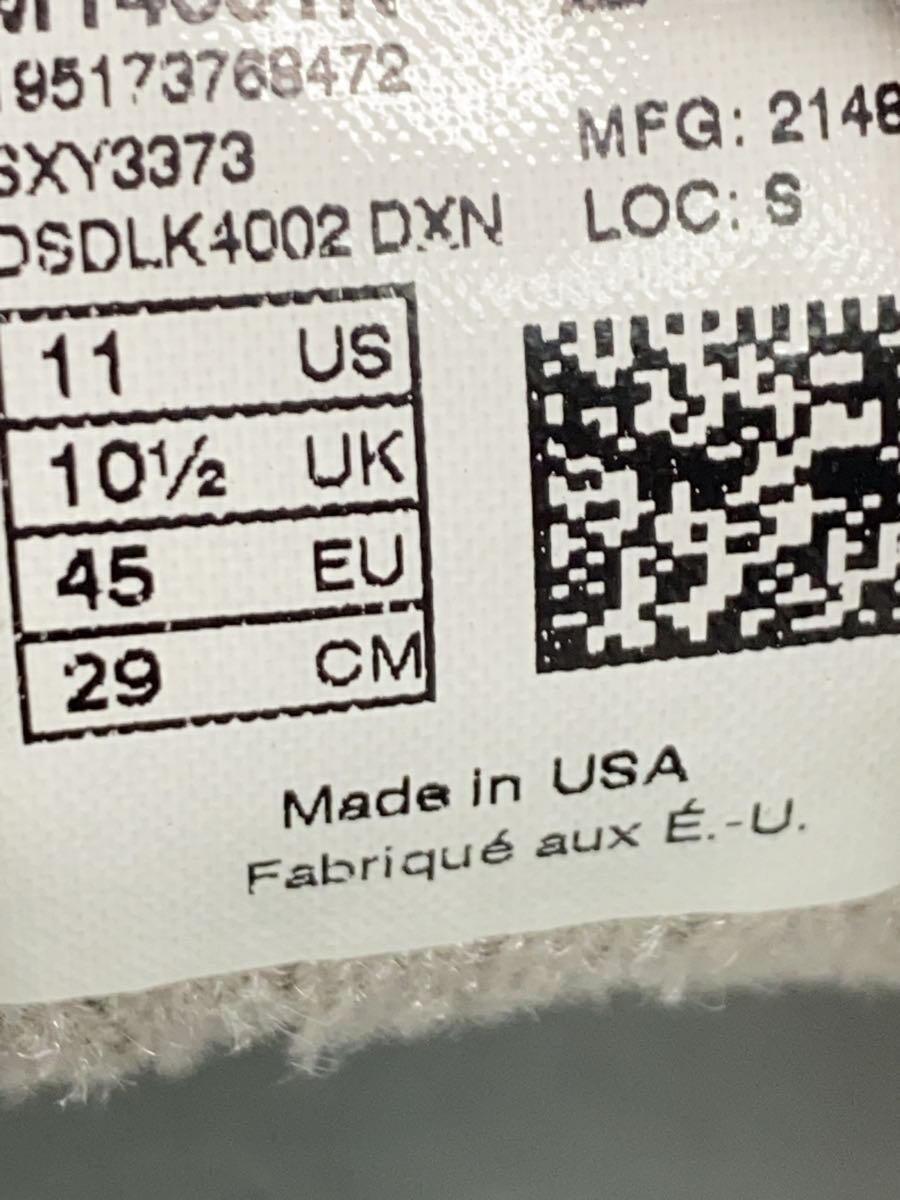 195173768472
SXY3373
MFG: 2148
DSDLK4002 DXN
LOC: S
11 US
10½ UK
45 EU
29 CM
Made in USA
Fabriqué aux É.-U.